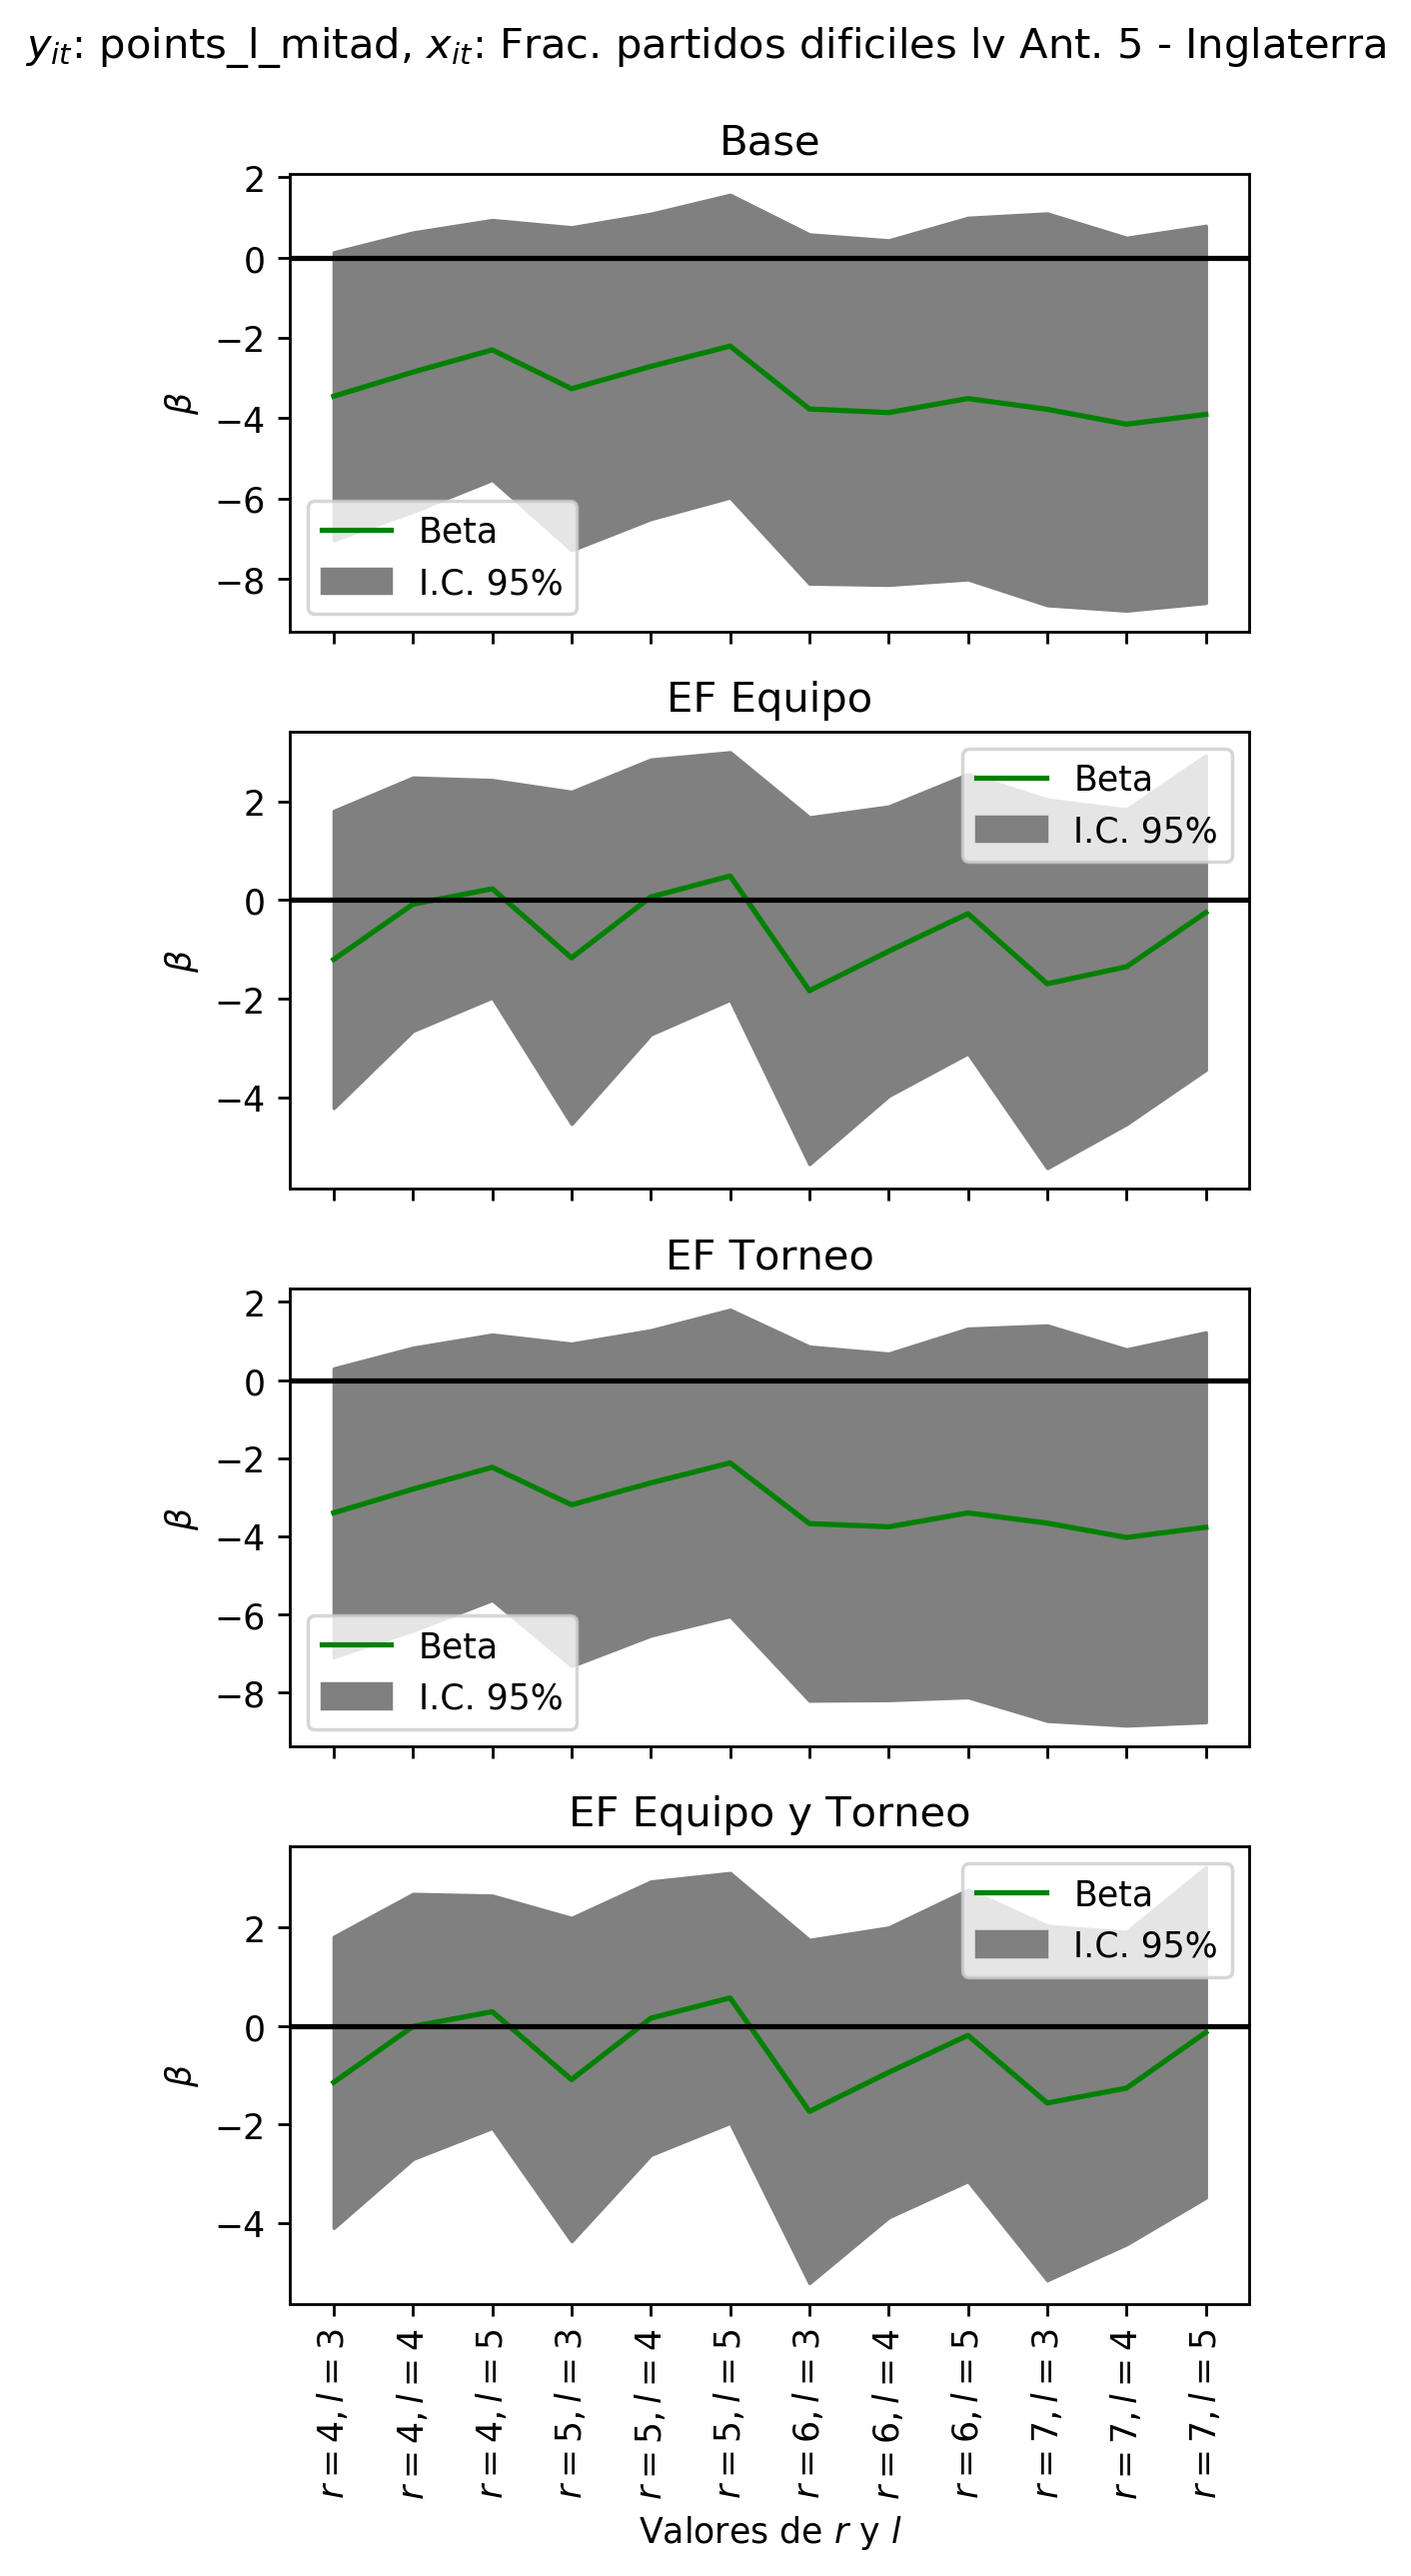 y_it: points_l_mitad, x_it: Frac. partidos dificiles lv Ant. 5 - Inglaterra
Base
2
0
−2
−4
−6
−8
β
Beta
I.C. 95%
EF Equipo
2
0
−2
−4
β
Beta
I.C. 95%
EF Torneo
2
0
−2
−4
−6
−8
β
Beta
I.C. 95%
EF Equipo y Torneo
2
0
−2
−4
β
Beta
I.C. 95%
r = 4, l = 3
r = 4, l = 4
r = 4, l = 5
r = 5, l = 3
r = 5, l = 4
r = 5, l = 5
r = 6, l = 3
r = 6, l = 4
r = 6, l = 5
r = 7, l = 3
r = 7, l = 4
r = 7, l = 5
Valores de r y l